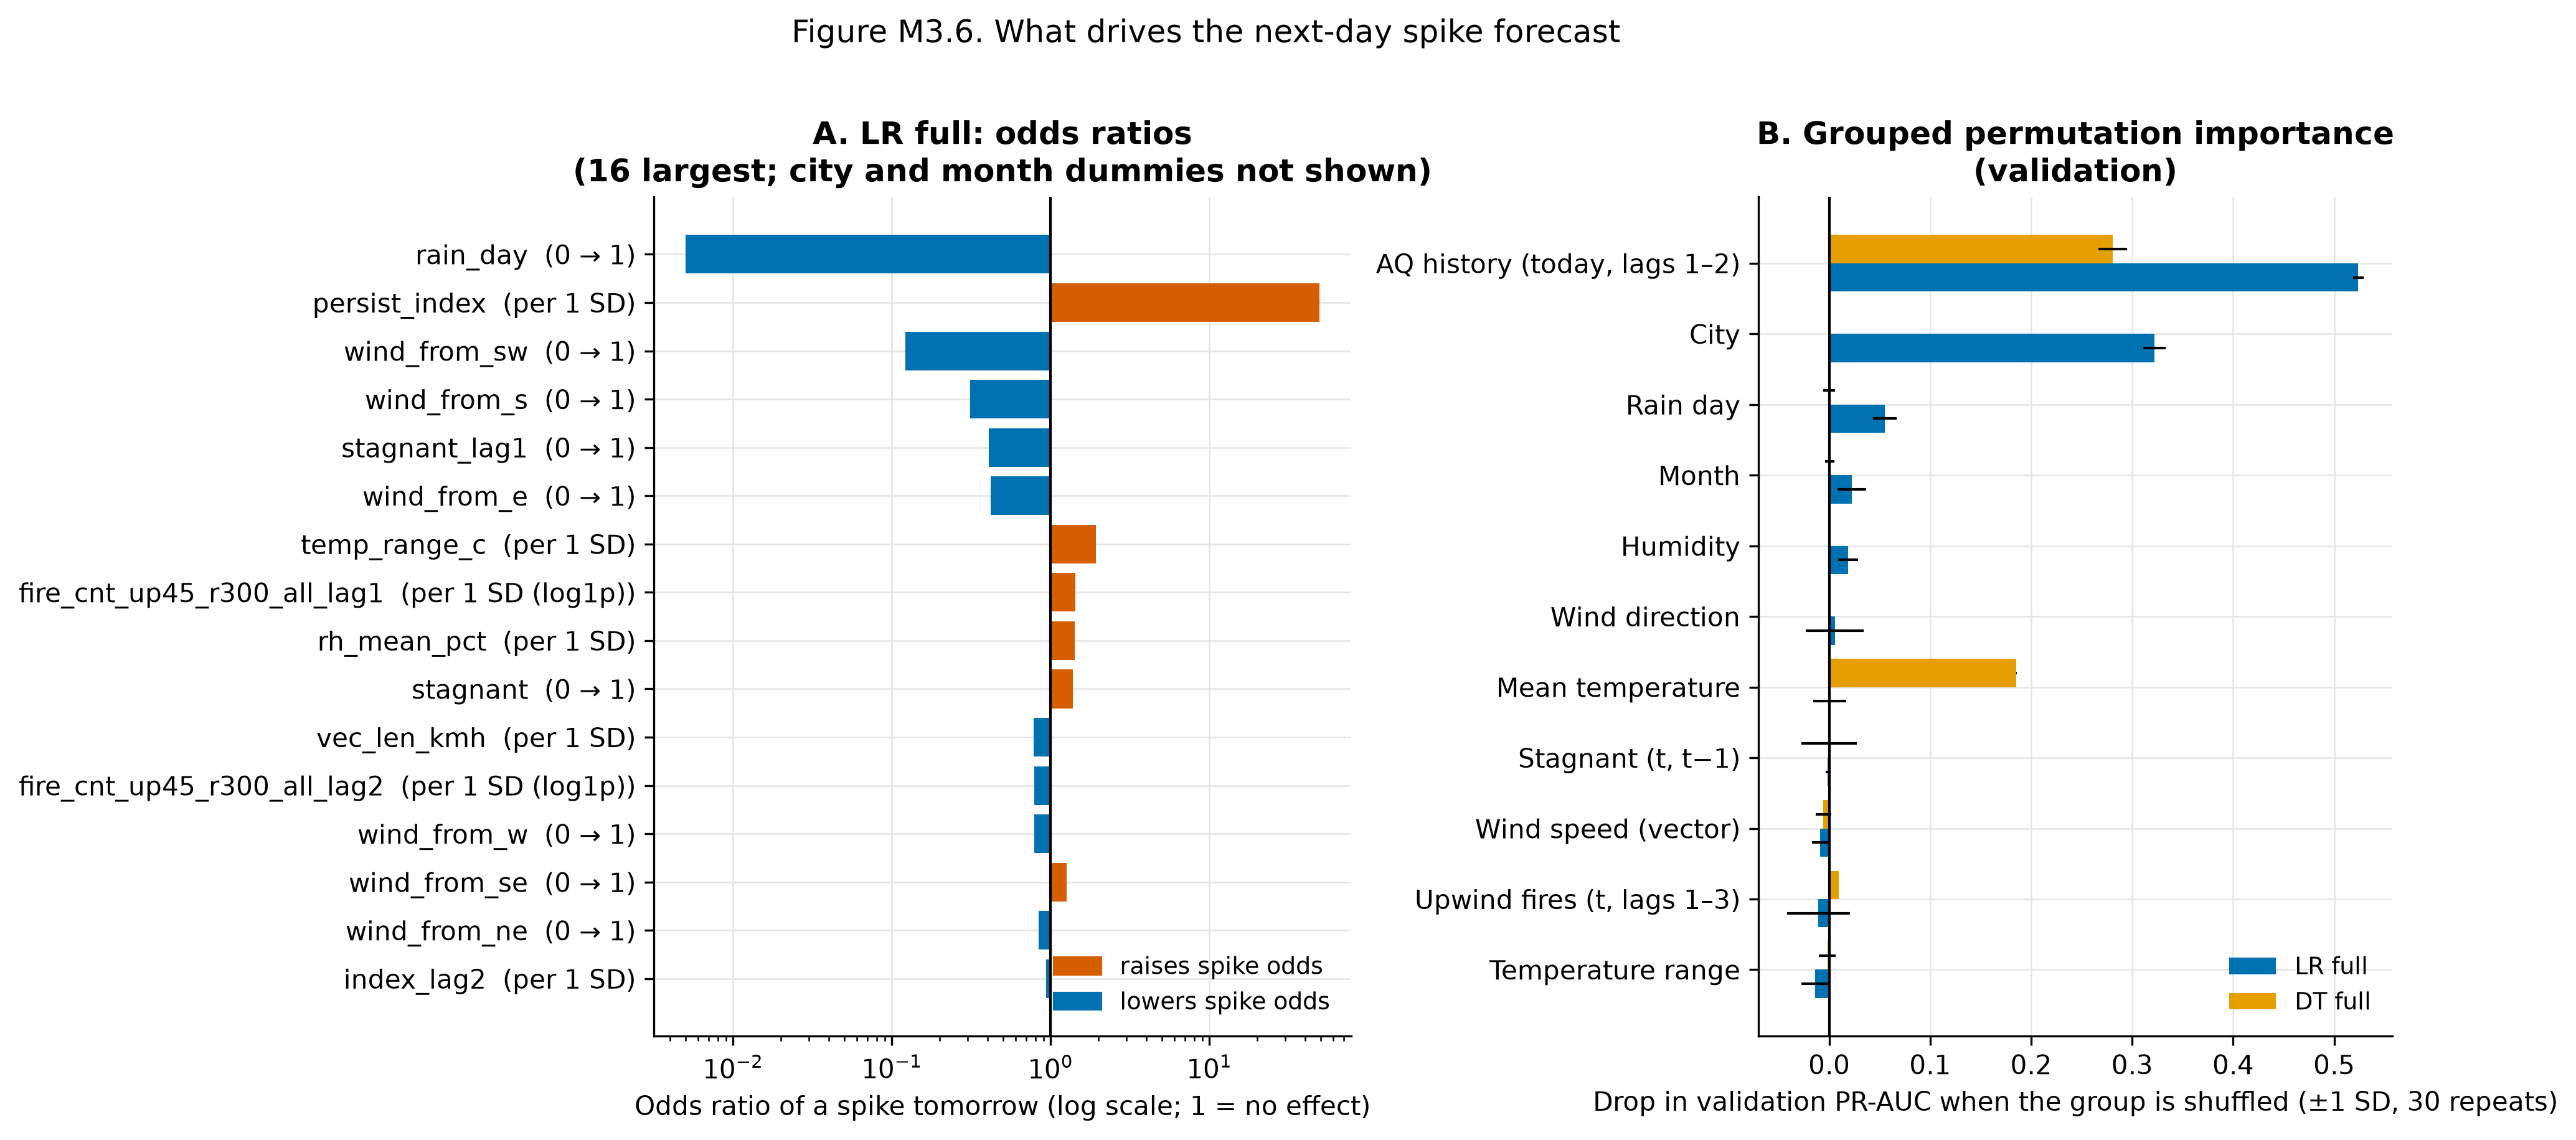 Figure M3.6. What drives the next-day spike forecast
A. LR full: odds ratios
(16 largest; city and month dummies not shown)
rain_day (0 → 1)
persist_index (per 1 SD)
wind_from_sw (0 → 1)
wind_from_s (0 → 1)
stagnant_lag1 (0 → 1)
wind_from_e (0 → 1)
temp_range_c (per 1 SD)
fire_cnt_up45_r300_all_lag1 (per 1 SD (log1p))
rh_mean_pct (per 1 SD)
stagnant (0 → 1)
vec_len_kmh (per 1 SD)
fire_cnt_up45_r300_all_lag2 (per 1 SD (log1p))
wind_from_w (0 → 1)
wind_from_se (0 → 1)
wind_from_ne (0 → 1)
index_lag2 (per 1 SD)
raises spike odds
lowers spike odds
10⁻² 10⁻¹ 10⁰ 10¹
Odds ratio of a spike tomorrow (log scale; 1 = no effect)
B. Grouped permutation importance
(validation)
AQ history (today, lags 1–2)
City
Rain day
Month
Humidity
Wind direction
Mean temperature
Stagnant (t, t−1)
Wind speed (vector)
Upwind fires (t, lags 1–3)
Temperature range
LR full
DT full
0.0 0.1 0.2 0.3 0.4 0.5
Drop in validation PR-AUC when the group is shuffled (±1 SD, 30 repeats)